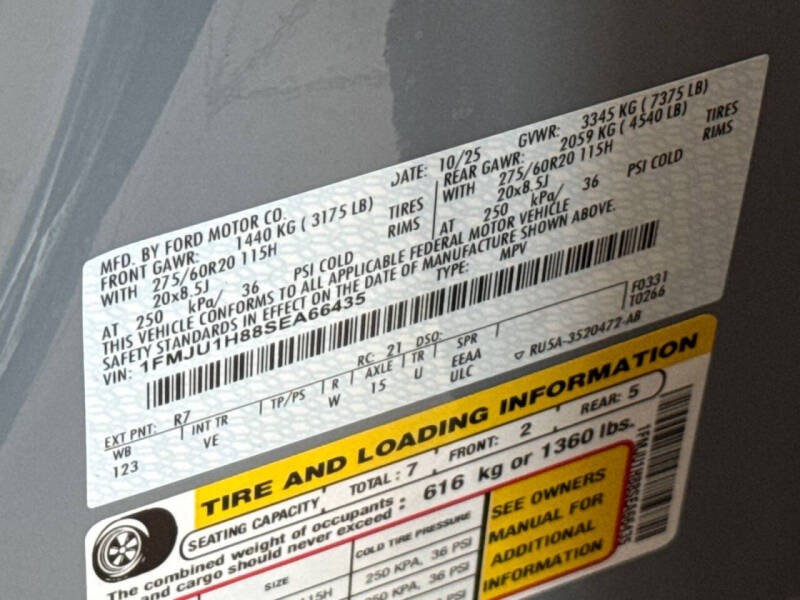 MFD. BY FORD MOTOR CO.
DATE: 10/25 GVWR: 3345 KG ( 7375 LB)
FRONT GAWR: 1440 KG ( 3175 LB) REAR GAWR: 2059 KG ( 4540 LB)
WITH 275/60R20 115H TIRES WITH 275/60R20 115H TIRES
20x8.5J RIMS 20x8.5J RIMS
AT 250 kPa/ 36 PSI COLD AT 250 kPa/ 36 PSI COLD
THIS VEHICLE CONFORMS TO ALL APPLICABLE FEDERAL MOTOR VEHICLE
SAFETY STANDARDS IN EFFECT ON THE DATE OF MANUFACTURE SHOWN ABOVE.
VIN: 1FMJU1H88SEA66435 TYPE: MPV
F0331
T0266
EXT PNT: R7 RC: 21 DSO:
WB INT TR TP/PS R AXLE TR SPR
123 VE W 15 U EEAA
ULC ▽ RU5A-3520472-AB
TIRE AND LOADING INFORMATION
SEATING CAPACITY TOTAL : 7 FRONT: 2 REAR: 5
The combined weight of occupants
and cargo should never exceed : 616 kg or 1360 lbs.
SIZE COLD TIRE PRESSURE SEE OWNERS
MANUAL FOR
ADDITIONAL
INFORMATION
115H 250 KPA, 36 PSI
KPA, 36 PSI